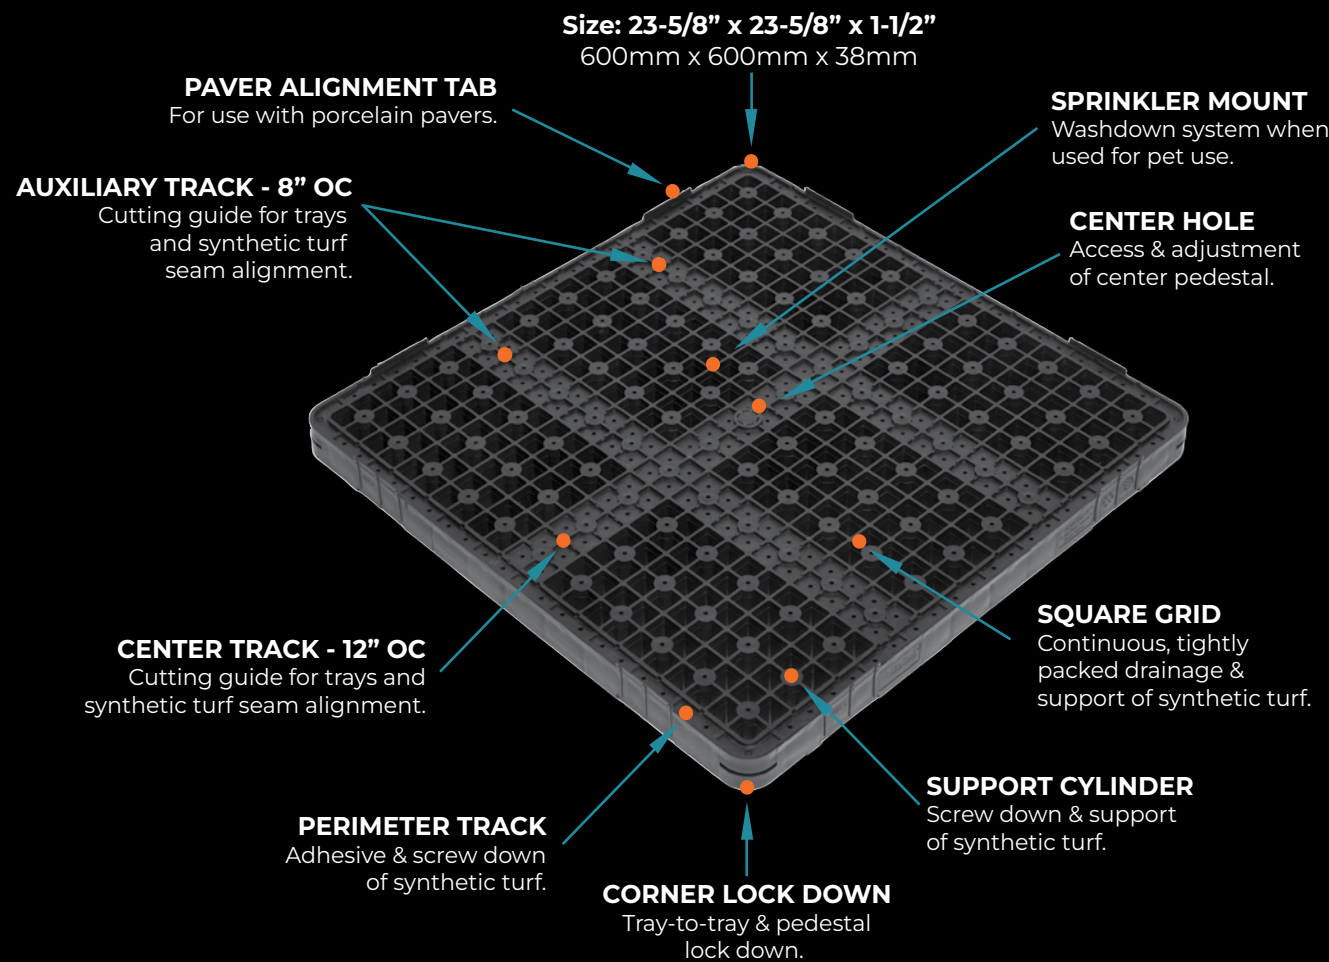 Size: 23-5/8” x 23-5/8” x 1-1/2”
600mm x 600mm x 38mm
PAVER ALIGNMENT TAB
For use with porcelain pavers.
SPRINKLER MOUNT
Washdown system when
used for pet use.
AUXILIARY TRACK - 8” OC
Cutting guide for trays
and synthetic turf
seam alignment.
CENTER HOLE
Access & adjustment
of center pedestal.
CENTER TRACK - 12” OC
Cutting guide for trays and
synthetic turf seam alignment.
SQUARE GRID
Continuous, tightly
packed drainage &
support of synthetic turf.
PERIMETER TRACK
Adhesive & screw down
of synthetic turf.
SUPPORT CYLINDER
Screw down & support
of synthetic turf.
CORNER LOCK DOWN
Tray-to-tray & pedestal
lock down.